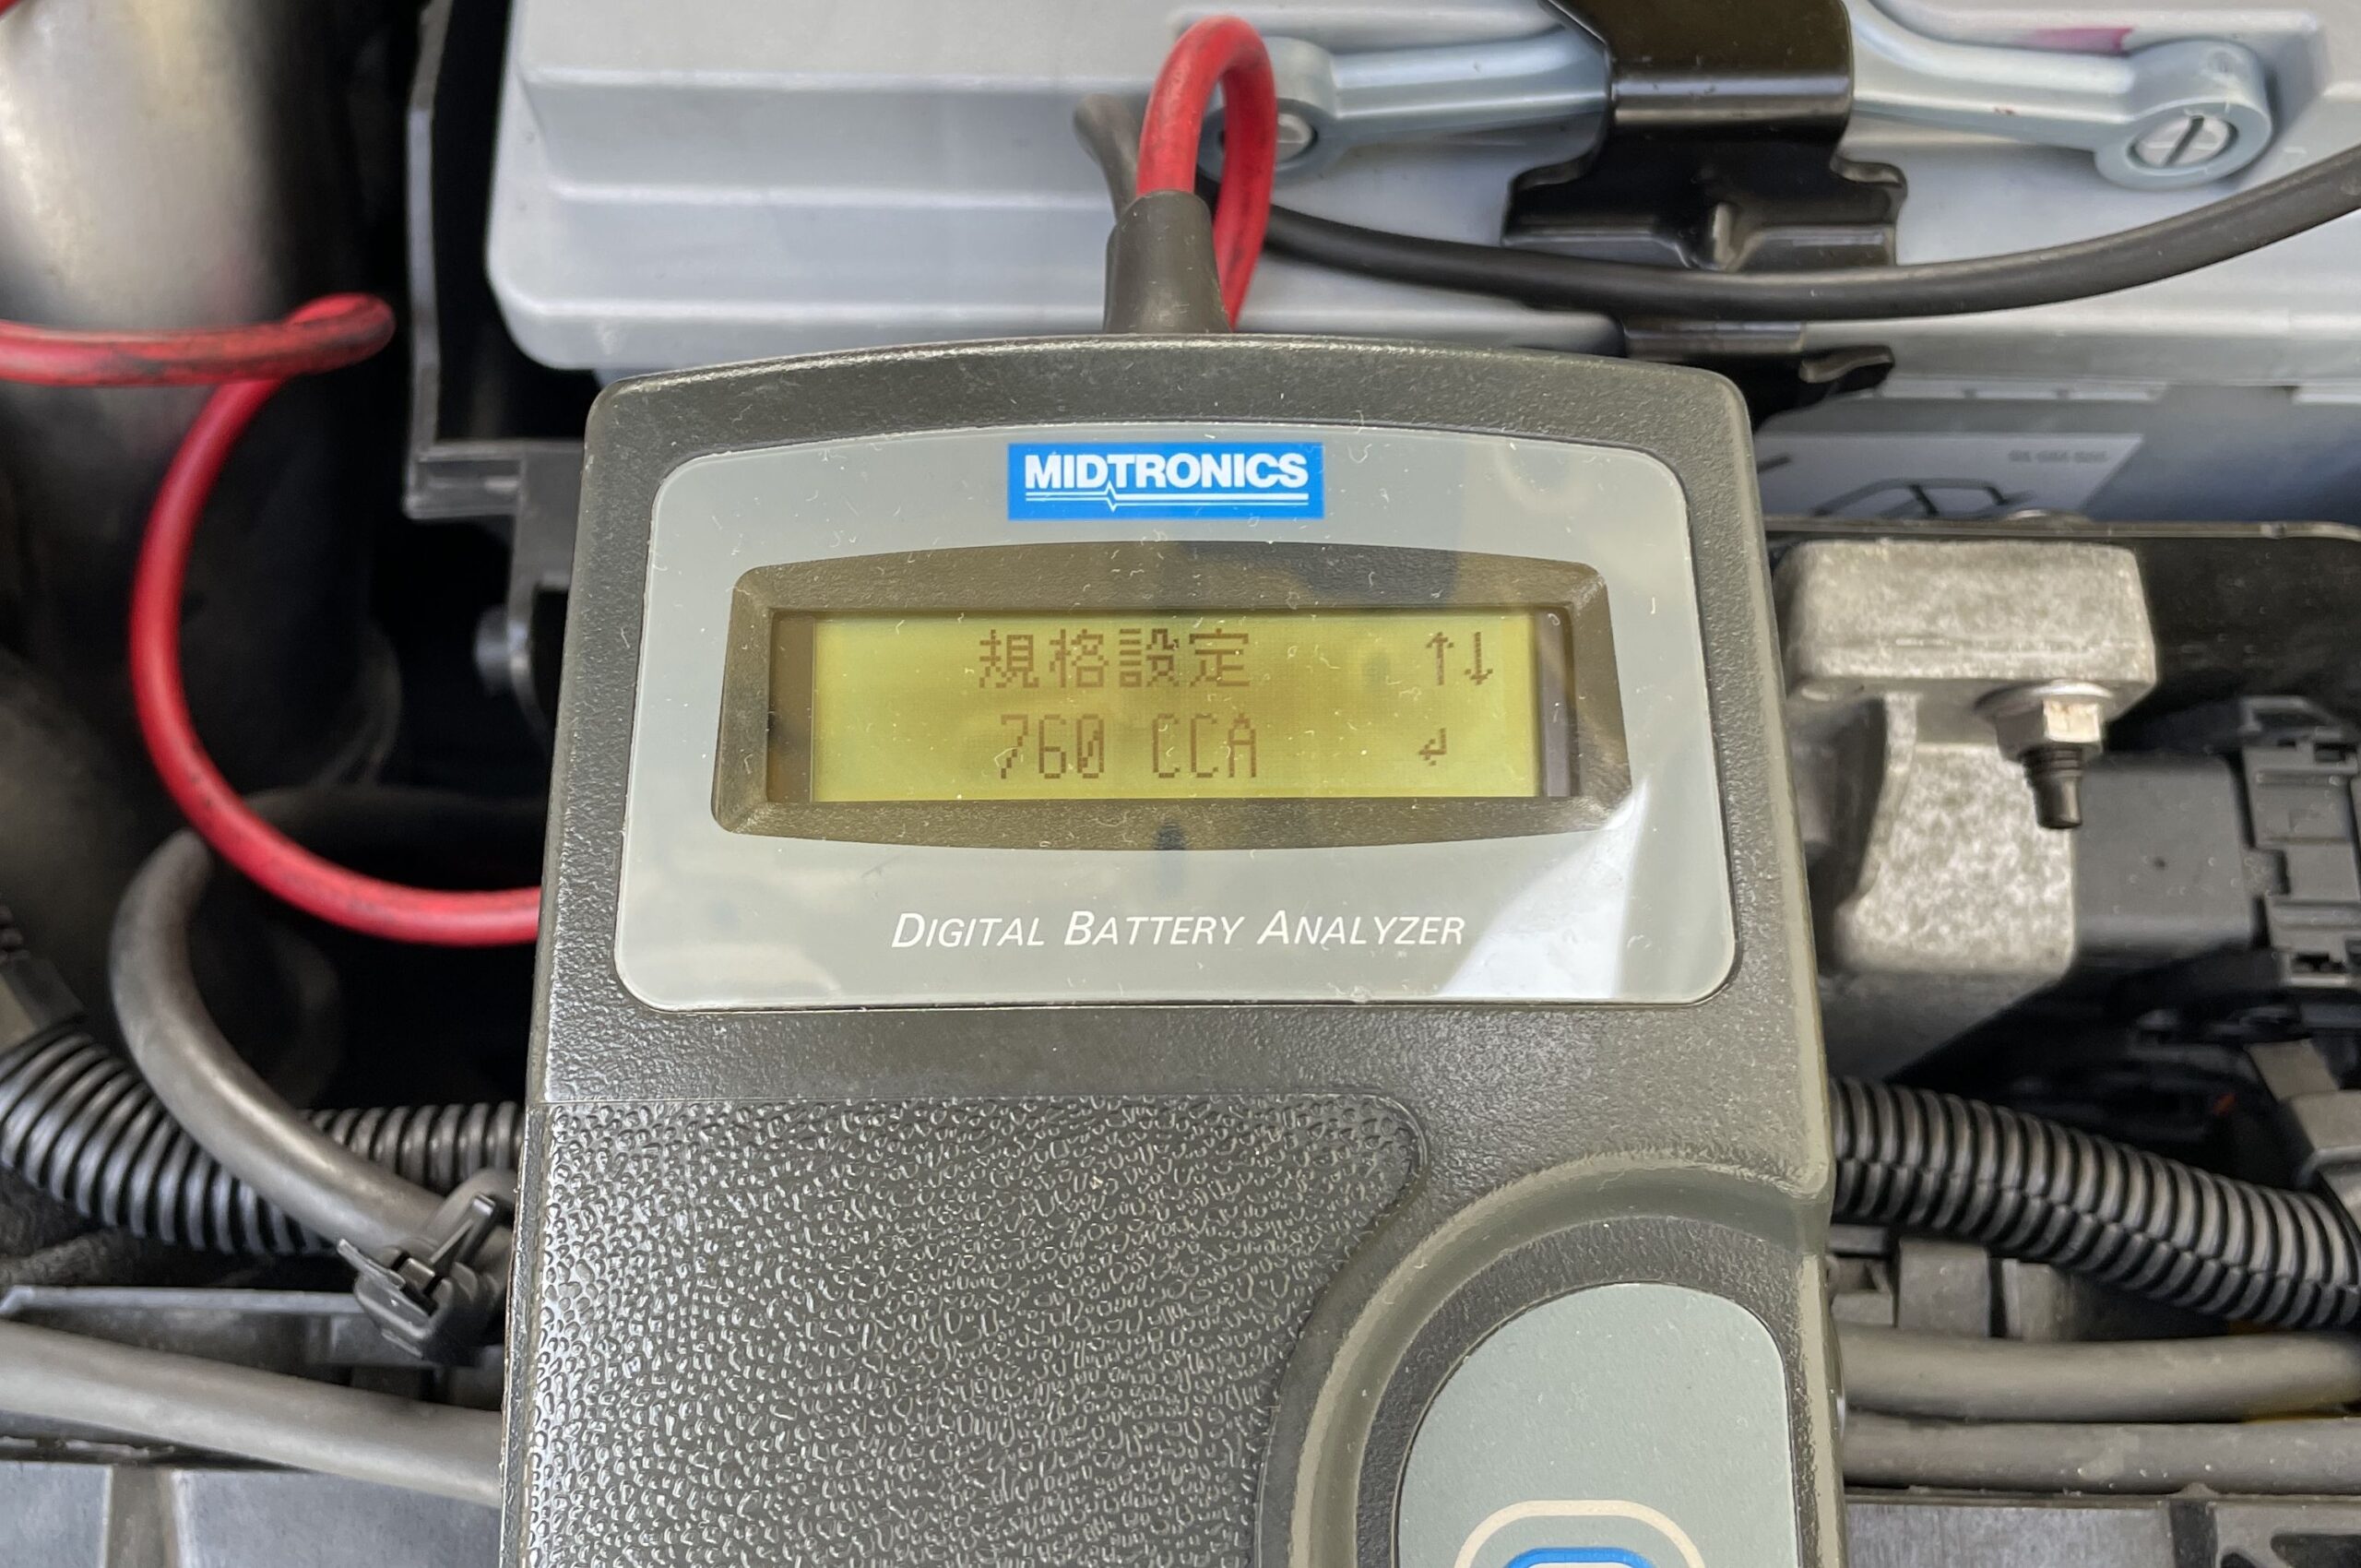 MIDTRONICS
規格設定 ↑↓
760 CCA ↵
DIGITAL BATTERY ANALYZER